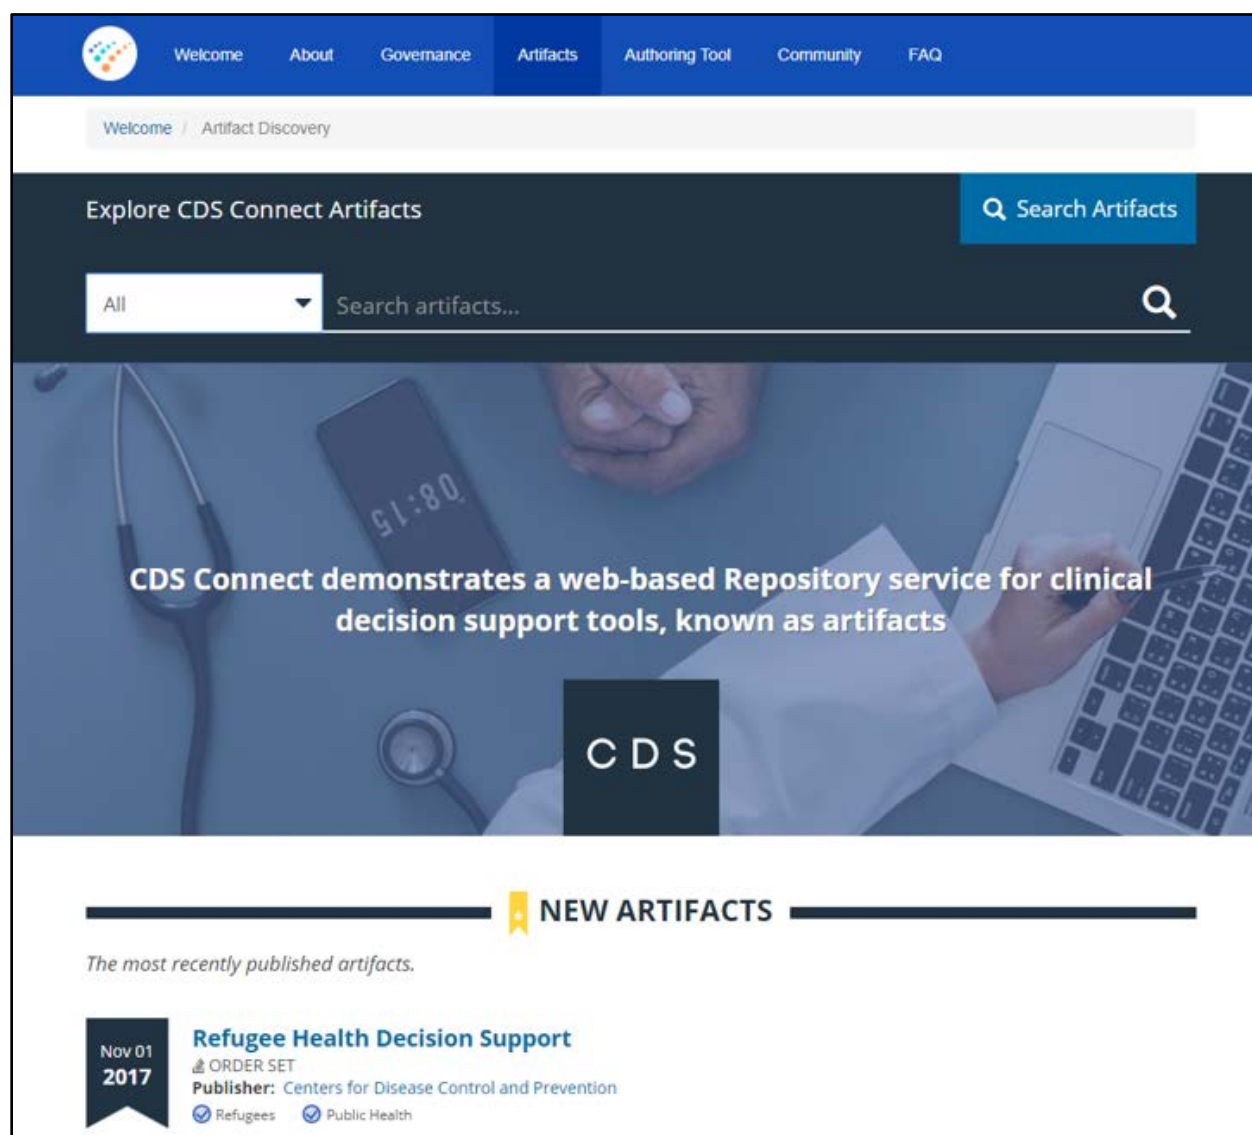 Welcome About Governance Artifacts Authoring Tool Community FAQ
Welcome / Artifact Discovery
Explore CDS Connect Artifacts
Search Artifacts
All
Search artifacts...
08:15
CDS Connect demonstrates a web-based Repository service for clinical
decision support tools, known as artifacts
CDS
NEW ARTIFACTS
The most recently published artifacts.
Nov 01
2017
Refugee Health Decision Support
ORDER SET
Publisher: Centers for Disease Control and Prevention
Refugees Public Health